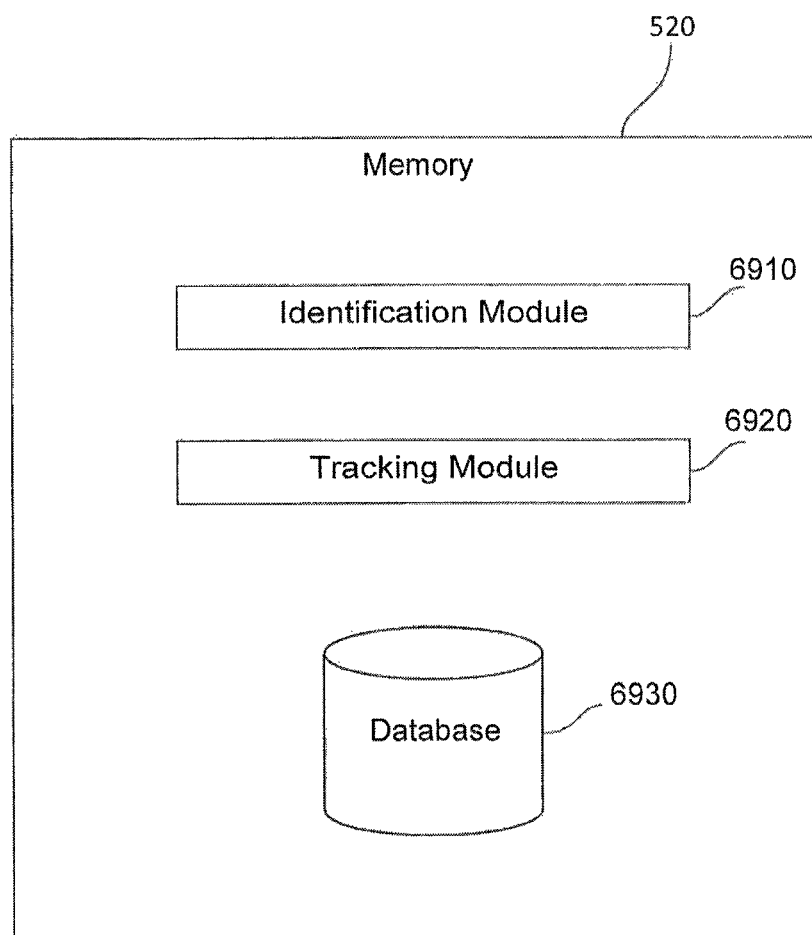 520
Memory
6910
Identification Module
6920
Tracking Module
6930
Database